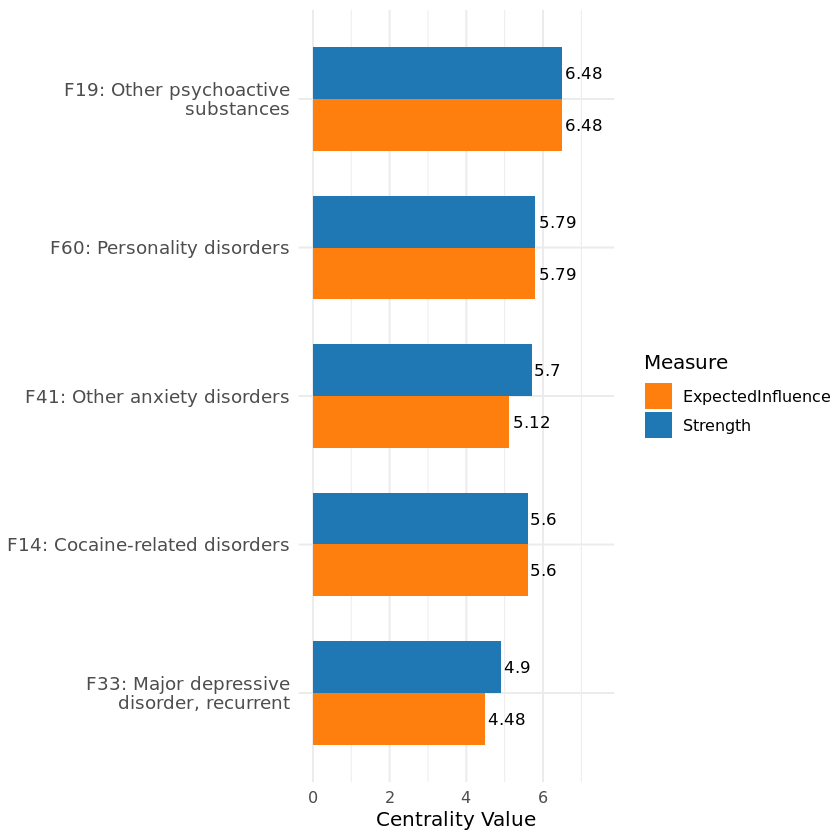 F19: Other psychoactive
substances
6.48
6.48
F60: Personality disorders
5.79
5.79
F41: Other anxiety disorders
5.7
5.12
F14: Cocaine-related disorders
5.6
5.6
F33: Major depressive
disorder, recurrent
4.9
4.48
0 2 4 6
Centrality Value
Measure
ExpectedInfluence
Strength